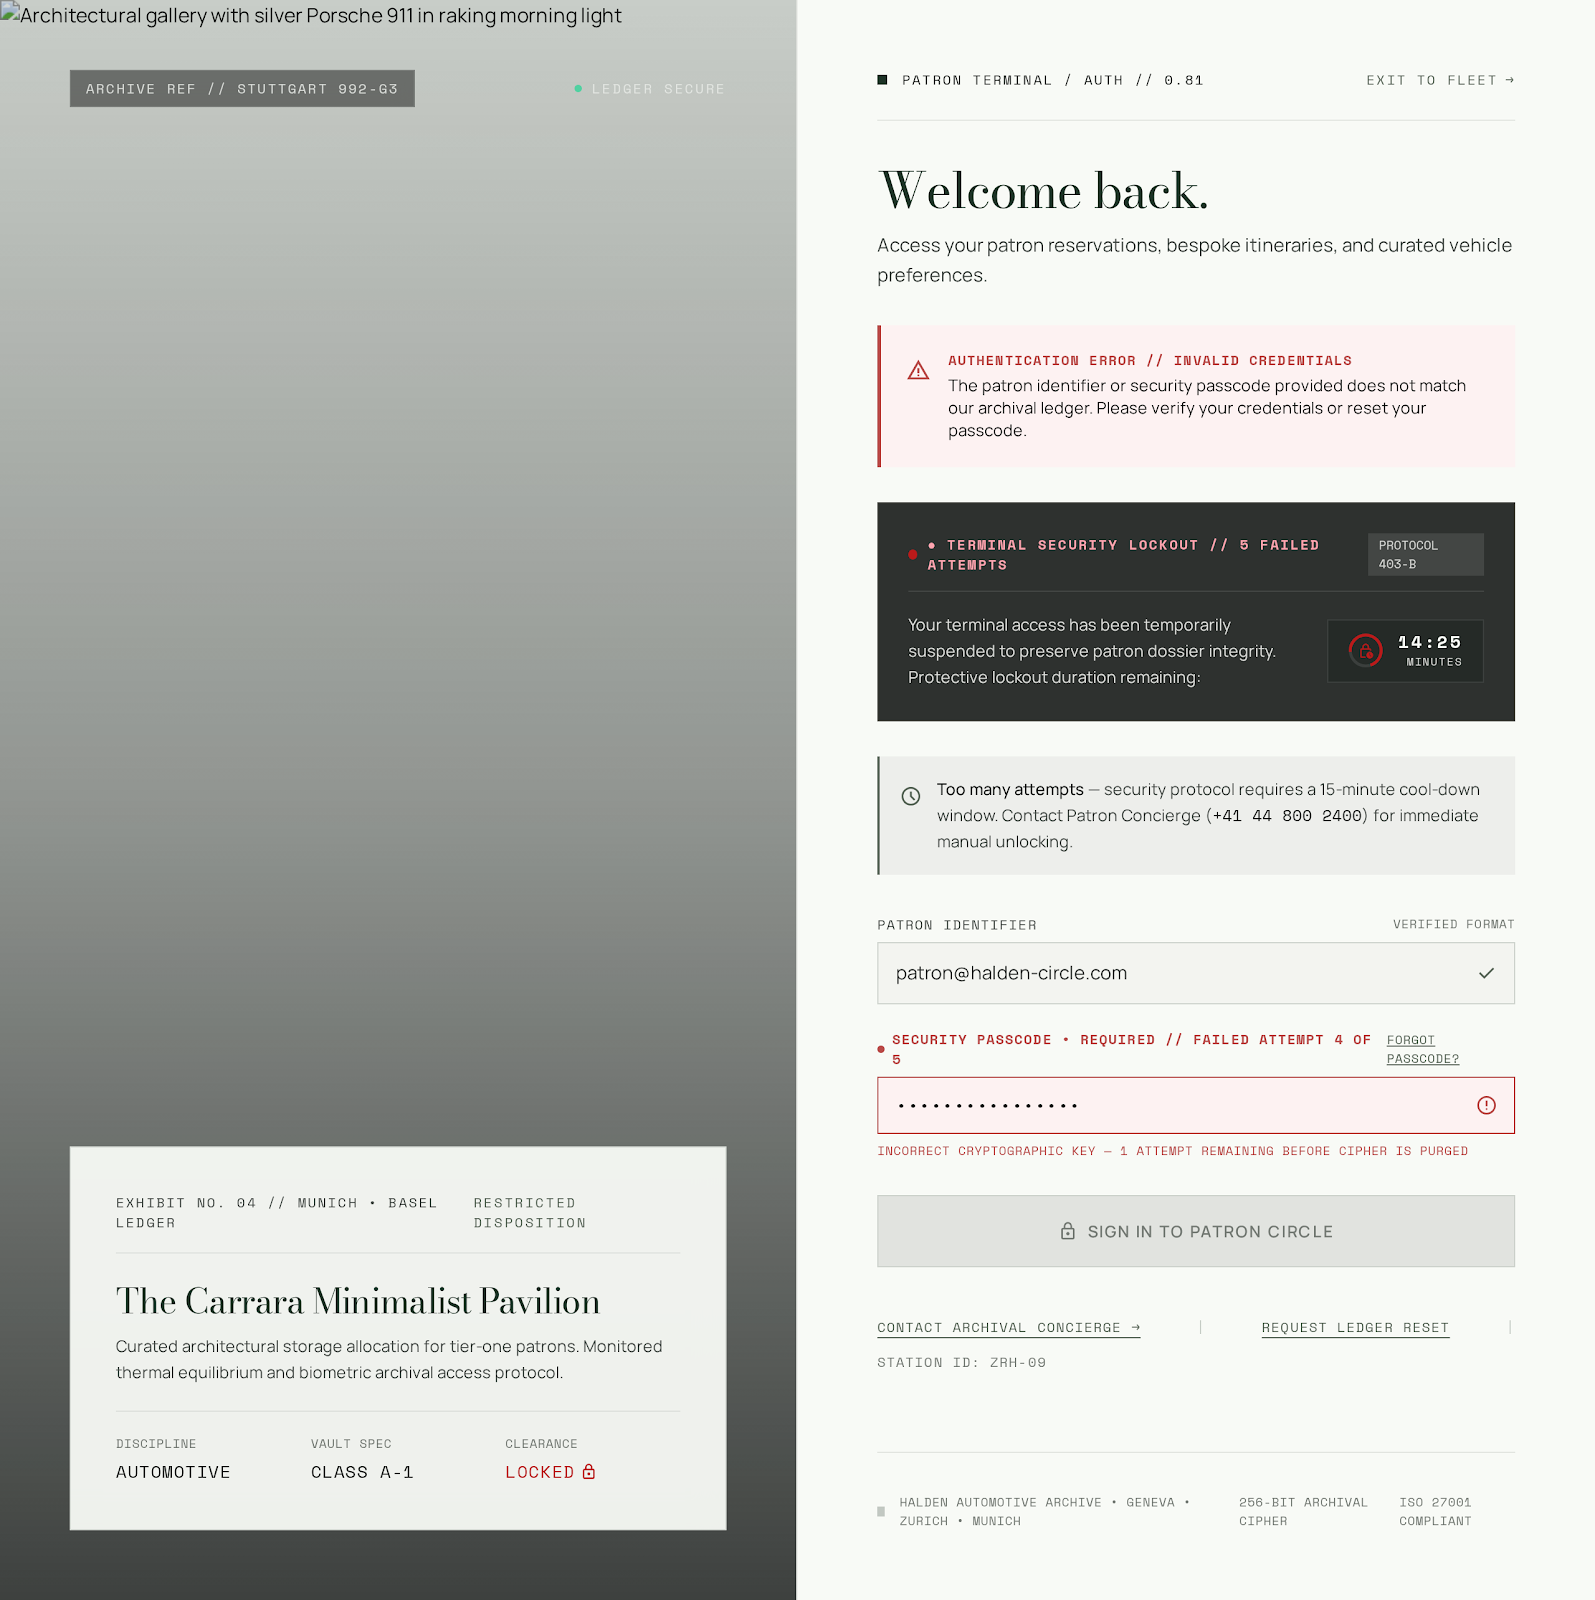 Architectural gallery with silver Porsche 911 in raking morning light
ARCHIVE REF // STUTTGART 992-G3
LEDGER SECURE
EXHIBIT NO. 04 // MUNICH • BASEL LEDGER
RESTRICTED DISPOSITION
The Carrara Minimalist Pavilion
Curated architectural storage allocation for tier-one patrons. Monitored
thermal equilibrium and biometric archival access protocol.
DISCIPLINE
AUTOMOTIVE
VAULT SPEC
CLASS A-1
CLEARANCE
LOCKED
PATRON TERMINAL / AUTH // 0.81
EXIT TO FLEET →
Welcome back.
Access your patron reservations, bespoke itineraries, and curated vehicle
preferences.
AUTHENTICATION ERROR // INVALID CREDENTIALS
The patron identifier or security passcode provided does not match
our archival ledger. Please verify your credentials or reset your
passcode.
• TERMINAL SECURITY LOCKOUT // 5 FAILED
ATTEMPTS
PROTOCOL
403-B
Your terminal access has been temporarily
suspended to preserve patron dossier integrity.
Protective lockout duration remaining:
14:25
MINUTES
Too many attempts — security protocol requires a 15-minute cool-down
window. Contact Patron Concierge (+41 44 800 2400) for immediate
manual unlocking.
PATRON IDENTIFIER
VERIFIED FORMAT
patron@halden-circle.com
SECURITY PASSCODE • REQUIRED // FAILED ATTEMPT 4 OF
5
FORGOT
PASSCODE?
••••••••••••••••
INCORRECT CRYPTOGRAPHIC KEY — 1 ATTEMPT REMAINING BEFORE CIPHER IS PURGED
SIGN IN TO PATRON CIRCLE
CONTACT ARCHIVAL CONCIERGE →
REQUEST LEDGER RESET
STATION ID: ZRH-09
HALDEN AUTOMOTIVE ARCHIVE • GENEVA •
ZURICH • MUNICH
256-BIT ARCHIVAL
CIPHER
ISO 27001
COMPLIANT